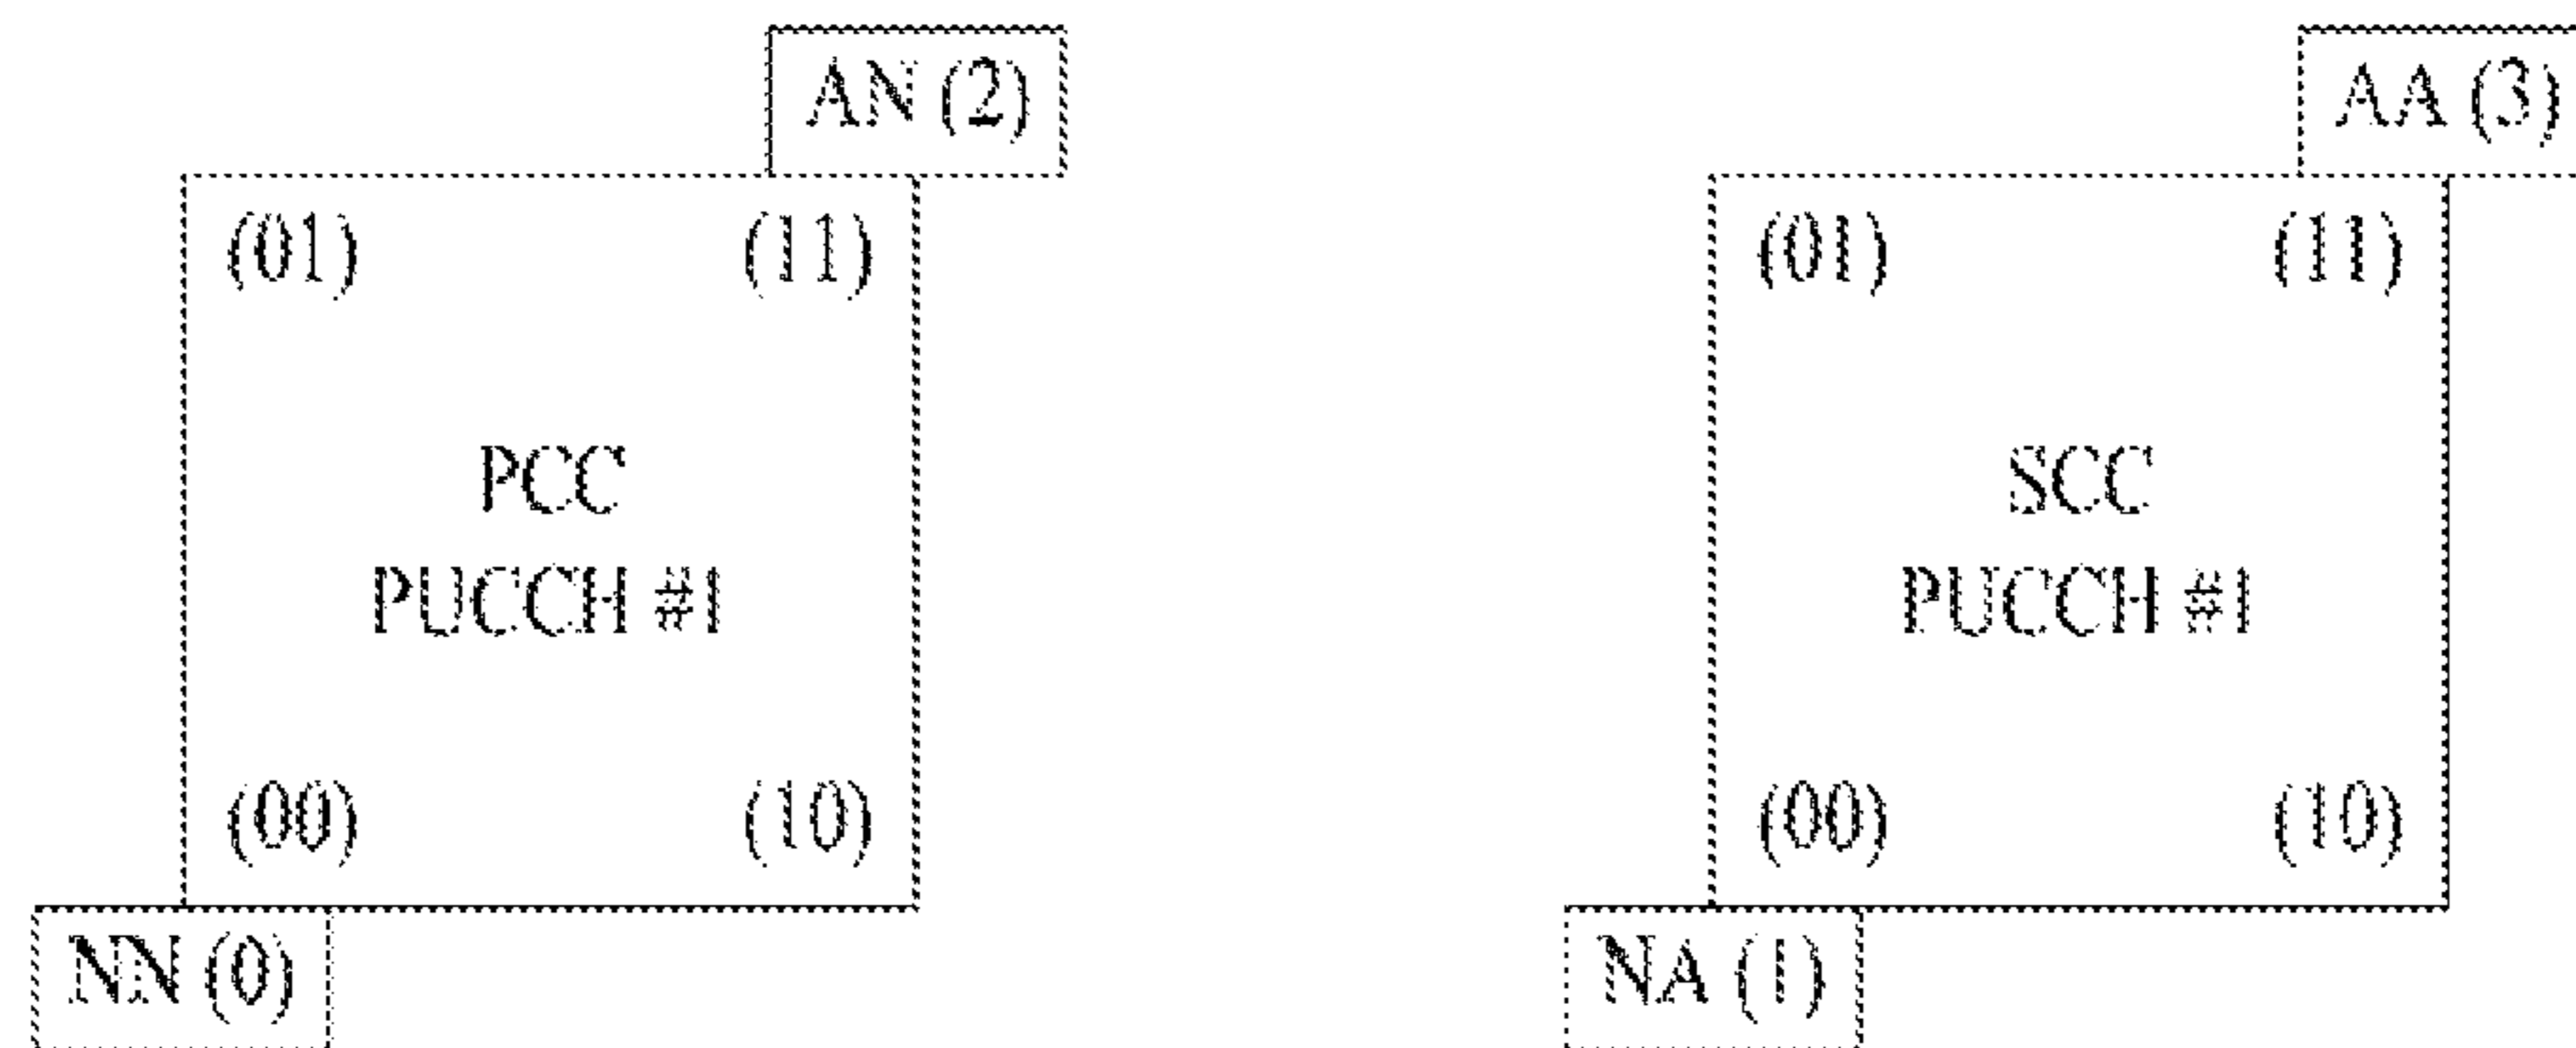 AN (2)
(01) (11)
PCC
PUCCH #1
(00) (10)
NN (0)
AA (3)
(01) (11)
SCC
PUCCH #1
(00) (10)
NA (1)